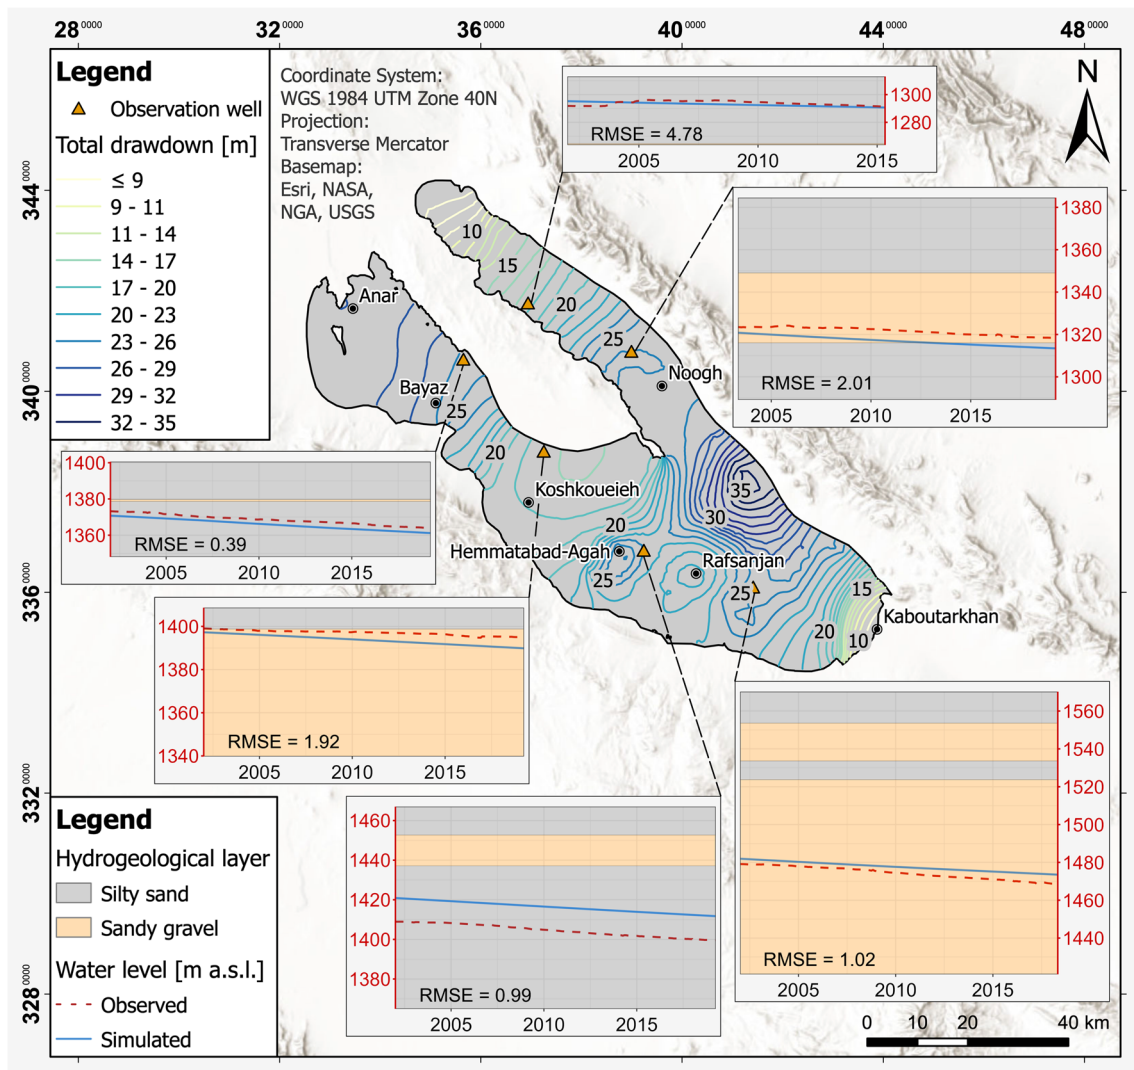 28 0000 32 0000 36 0000 40 0000 44 0000 48 0000
Legend
Observation well
Total drawdown [m]
≤ 9
9 - 11
11 - 14
14 - 17
17 - 20
20 - 23
23 - 26
26 - 29
29 - 32
32 - 35
Coordinate System:
WGS 1984 UTM Zone 40N
Projection:
Transverse Mercator
Basemap:
Esri, NASA,
NGA, USGS
N
344 0000
340 0000
336 0000
332 0000
328 0000
1300
1280
RMSE = 4.78
2005 2010 2015
1380
1360
1340
1320
1300
RMSE = 2.01
2005 2010 2015
10
15
20
25
Noogh
Anar
Bayaz
25
20
Koshkoueieh
35
30
20
Hemmatabad-Agah
25
Rafsanjan
25
15
20
10
Kaboutarkhan
1400
1380
1360
RMSE = 0.39
2005 2010 2015
1400
1380
1360
1340
RMSE = 1.92
2005 2010 2015
1460
1440
1420
1400
1380
RMSE = 0.99
2005 2010 2015
1560
1540
1520
1500
1480
1460
1440
RMSE = 1.02
2005 2010 2015
Legend
Hydrogeological layer
Silty sand
Sandy gravel
Water level [m a.s.l.]
Observed
Simulated
0 10 20 40 km